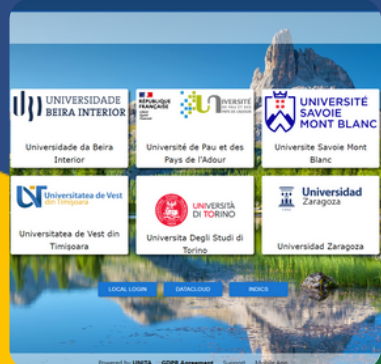 UNIVERSIDADE
BEIRA INTERIOR
Universidade da Beira
Interior
RÉPUBLIQUE
FRANÇAISE
UNIVERSITÉ
Université de Pau et des
Pays de l'Adour
UNIVERSITÉ
SAVOIE
MONT BLANC
Universite Savoie Mont
Blanc
Universitatea de Vest
din Timișoara
Universitatea de Vest din
Timişoara
UNIVERSITÀ
DI TORINO
Universita Degli Studi di
Torino
Universidad
Zaragoza
Universidad Zaragoza
LOCAL LOGIN
DATACLOUD
INDICS
Powered by UNITA GDPR Agreement Support Mobile App